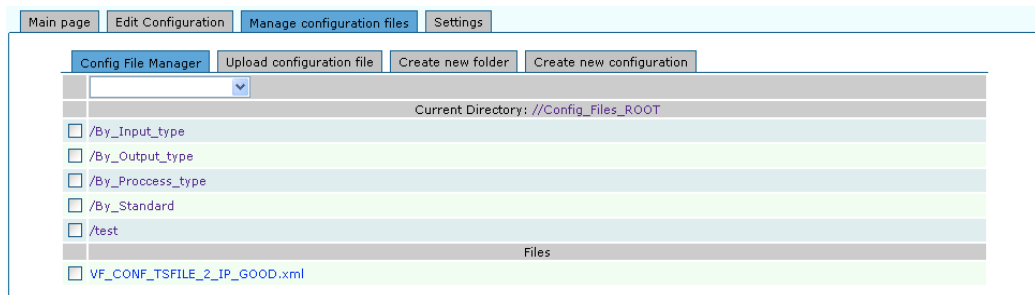 Main page Edit Configuration Manage configuration files Settings
Config File Manager Upload configuration file Create new folder Create new configuration
Current Directory: //Config_Files_ROOT
/By_Input_type
/By_Output_type
/By_Proccess_type
/By_Standard
/test
Files
VF_CONF_TSFILE_2_IP_GOOD.xml